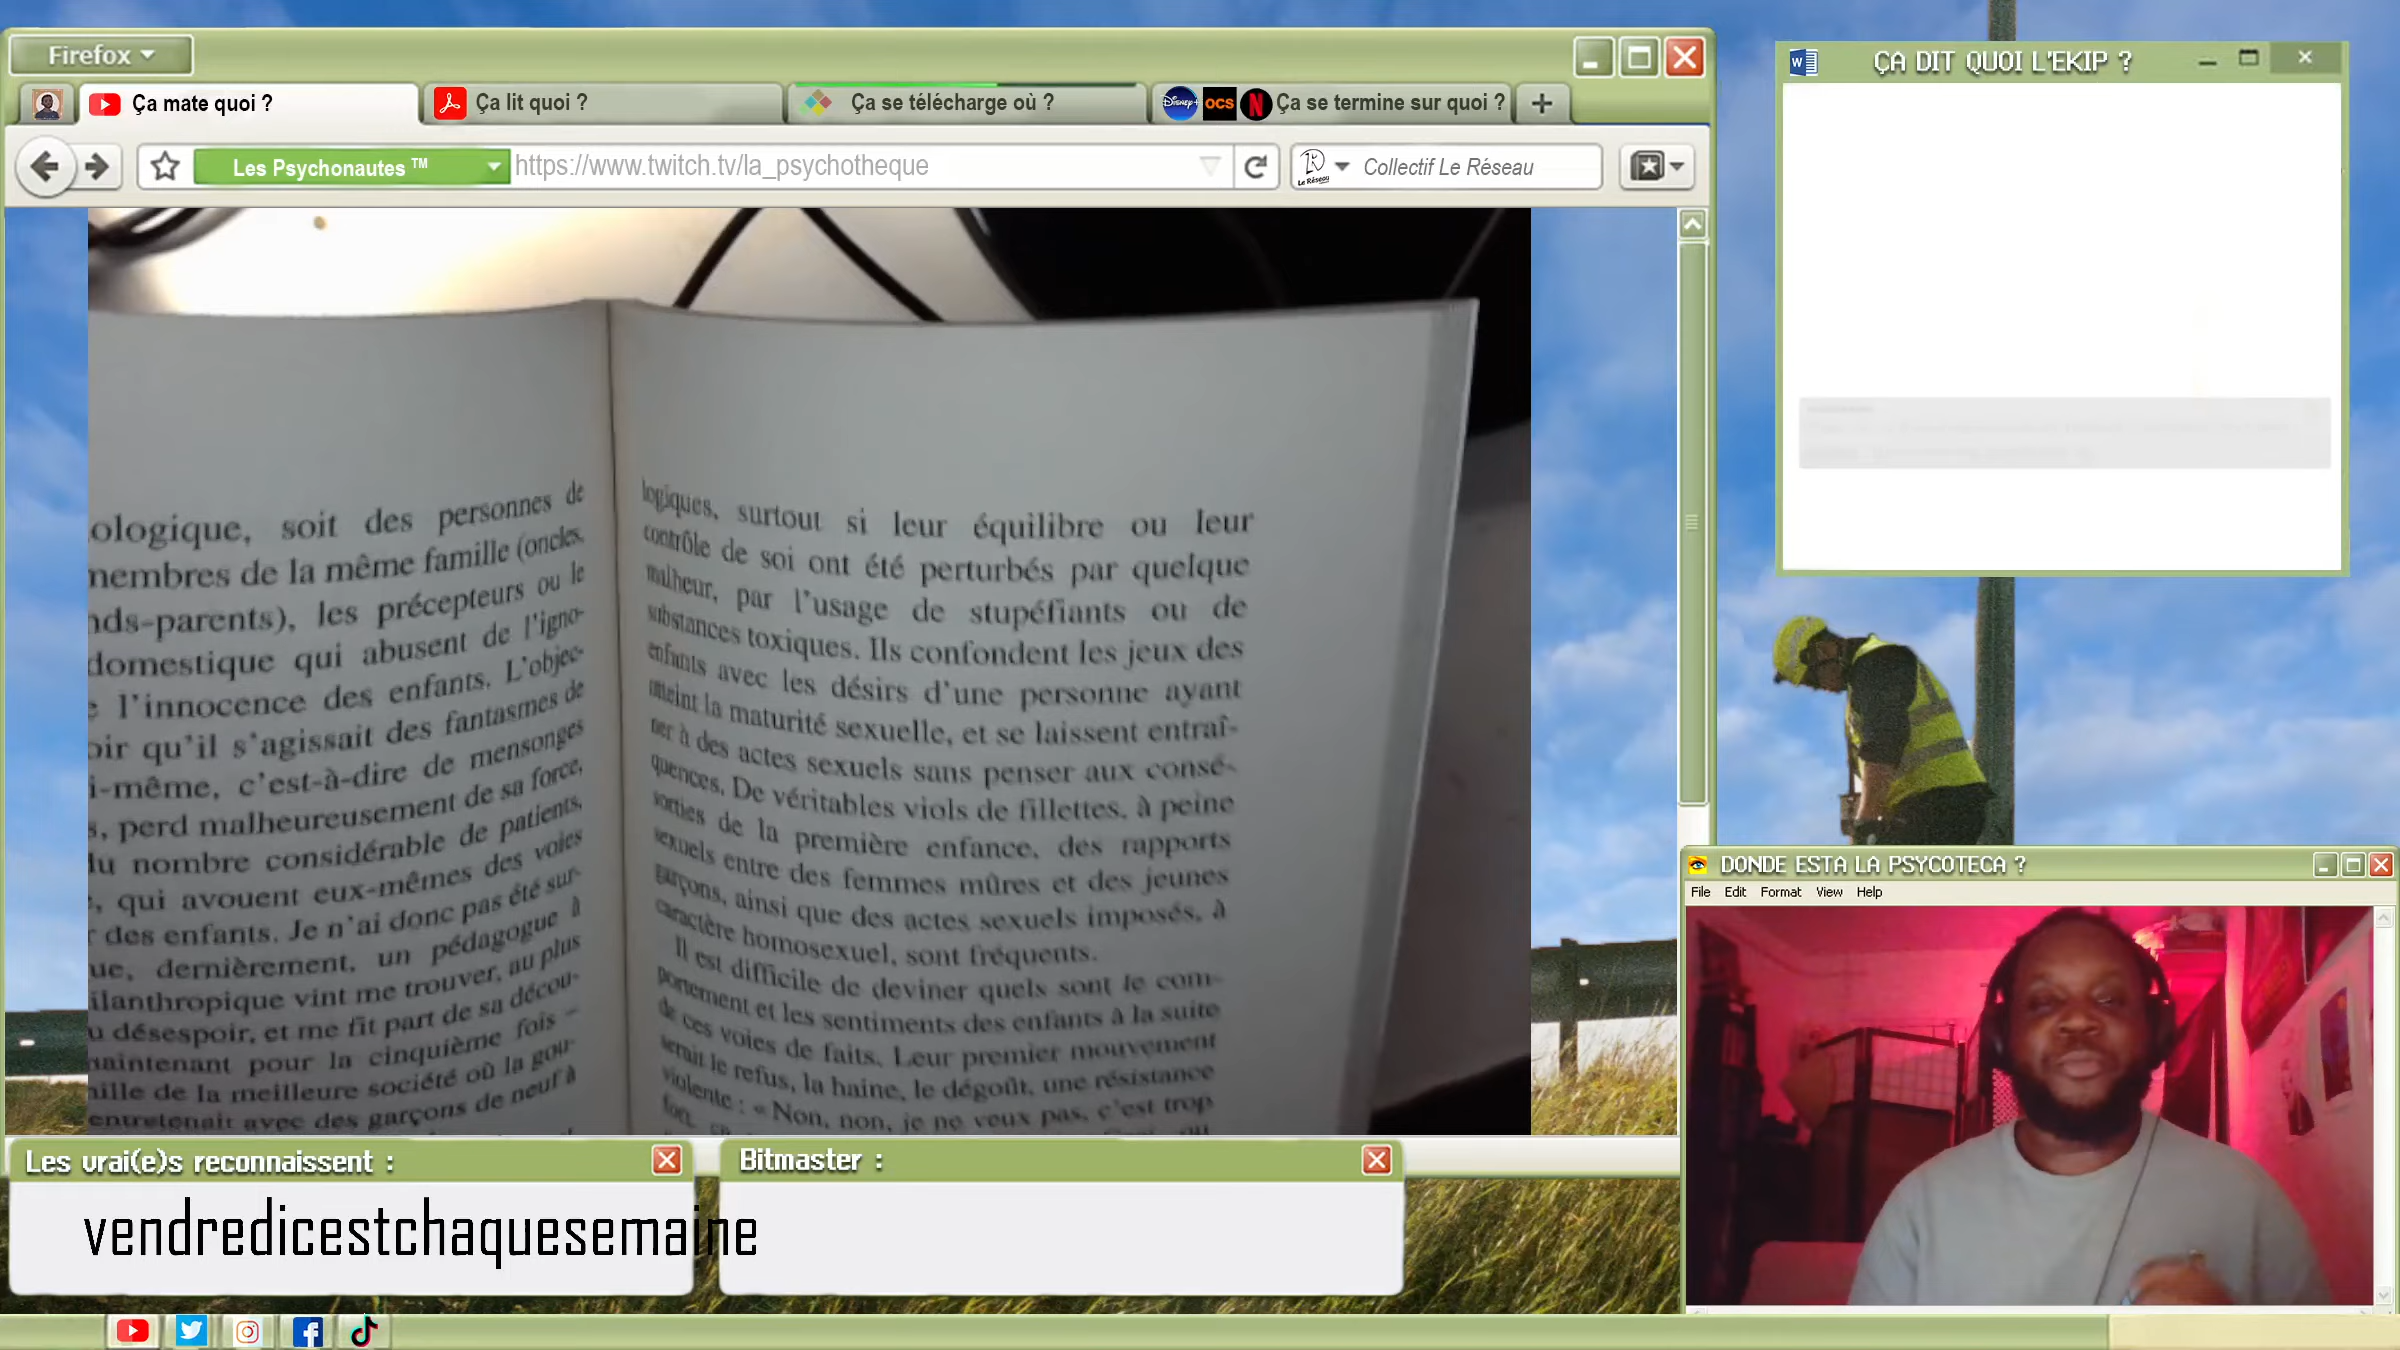 Firefox
Ça mate quoi ?
Ça lit quoi ?
Ça se télécharge où ?
Disney+
OCS
N
Ça se termine sur quoi ?
Les Psychonautes ™
https://www.twitch.tv/la_psychotheque
Le Réseau
Collectif Le Réseau
ologique, soit des personnes de
membres de la même famille (oncles,
nds-parents), les précepteurs ou le
domestique qui abusent de l'igno-
e l'innocence des enfants. L'objec-
oir qu'il s'agissait des fantasmes de
i-même, c'est-à-dire de mensonges
s, perd malheureusement de sa force,
du nombre considérable de patients,
, qui avouent eux-mêmes des voies
r des enfants. Je n'ai donc pas été sur-
ue, dernièrement, un pédagogue à
ilanthropique vint me trouver, au plus
u désespoir, et me fit part de sa décou-
maintenant pour la cinquième fois –
mille de la meilleure société où la gou-
entretenait avec des garçons de neuf à
logiques, surtout si leur équilibre ou leur
contrôle de soi ont été perturbés par quelque
malheur, par l'usage de stupéfiants ou de
substances toxiques. Ils confondent les jeux des
enfants avec les désirs d'une personne ayant
atteint la maturité sexuelle, et se laissent entraî-
ner à des actes sexuels sans penser aux consé-
quences. De véritables viols de fillettes, à peine
sorties de la première enfance, des rapports
sexuels entre des femmes mûres et des jeunes
garçons, ainsi que des actes sexuels imposés, à
caractère homosexuel, sont fréquents.
Il est difficile de deviner quels sont le com-
portement et les sentiments des enfants à la suite
de ces voies de faits. Leur premier mouvement
serait le refus, la haine, le dégoût, une résistance
violente : « Non, non, je ne veux pas, c'est trop
fort, ça
W
ÇA DIT QUOI L'EKIP ?
DONDE ESTA LA PSYCOTECA ?
File Edit Format View Help
Les vrai(e)s reconnaissent :
vendredicestchaquesemaine
Bitmaster :